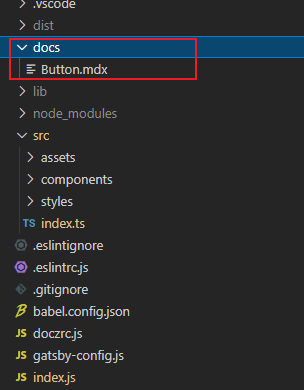 .vscode
dist
docs
Button.mdx
lib
node_modules
src
assets
components
styles
TS index.ts
.eslintignore
.eslintrc.js
.gitignore
babel.config.json
JS doczrc.js
JS gatsby-config.js
JS index.js